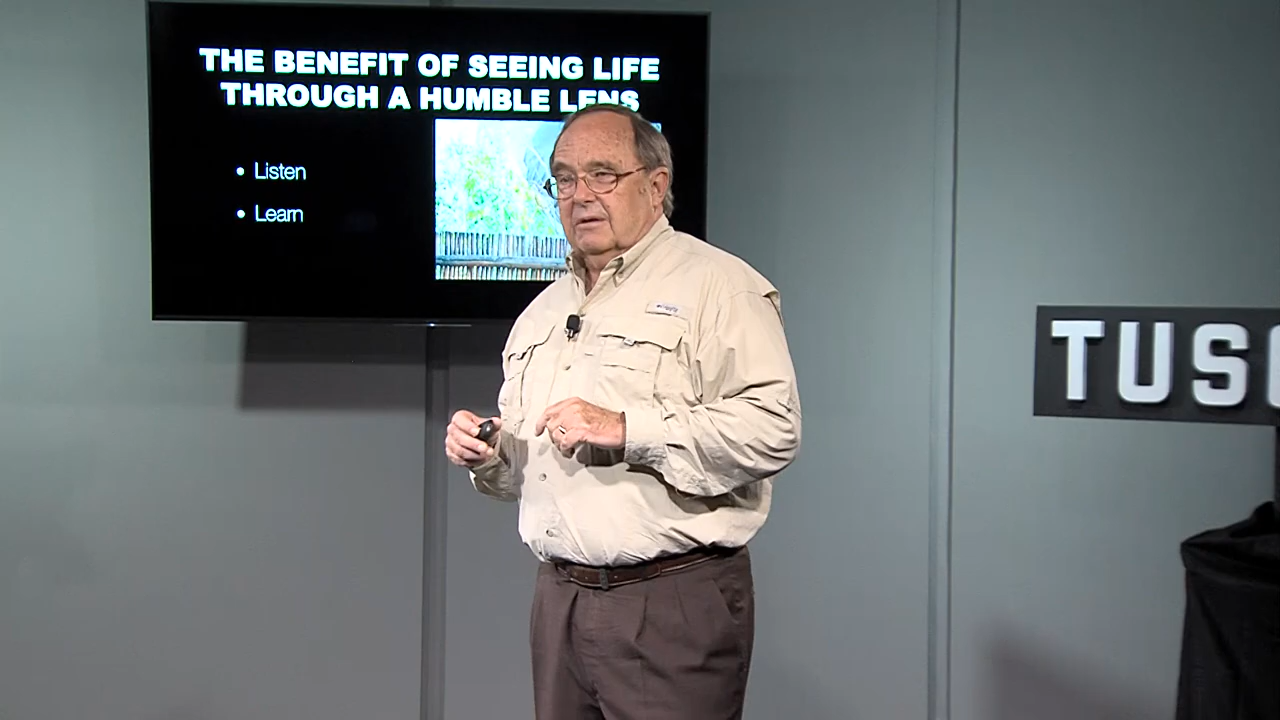 THE BENEFIT OF SEEING LIFE
THROUGH A HUMBLE LENS
• Listen
• Learn
TUS